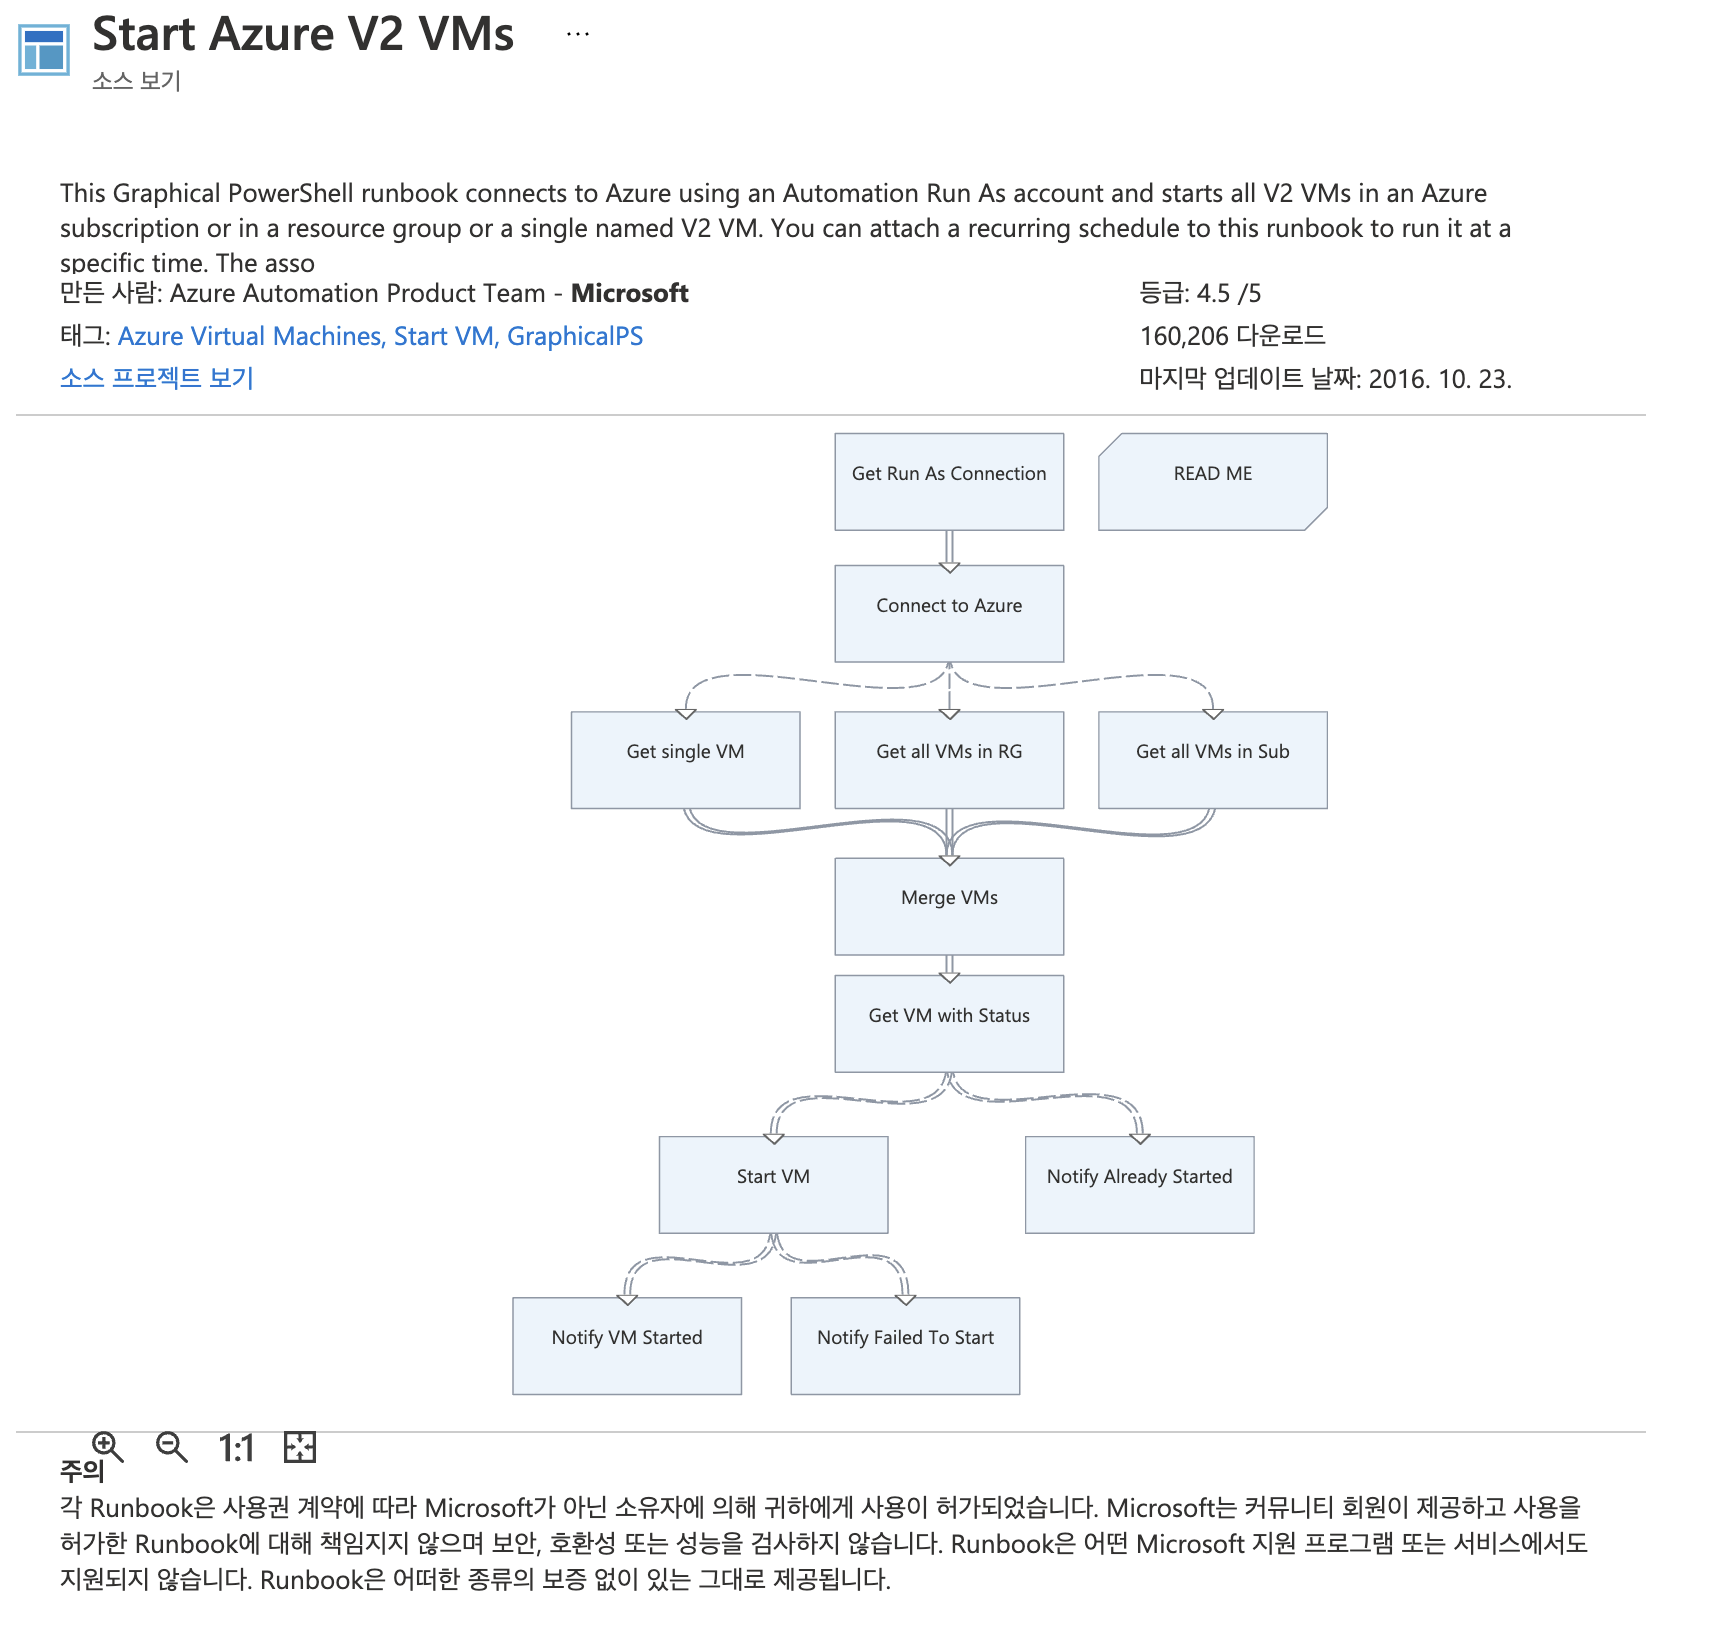 Start Azure V2 VMs ...
소스 보기
This Graphical PowerShell runbook connects to Azure using an Automation Run As account and starts all V2 VMs in an Azure
subscription or in a resource group or a single named V2 VM. You can attach a recurring schedule to this runbook to run it at a
specific time. The asso
만든 사람: Azure Automation Product Team - Microsoft
등급: 4.5 /5
태그: Azure Virtual Machines, Start VM, GraphicalPS
160,206 다운로드
소스 프로젝트 보기
마지막 업데이트 날짜: 2016. 10. 23.
Get Run As Connection
READ ME
Connect to Azure
Get single VM
Get all VMs in RG
Get all VMs in Sub
Merge VMs
Get VM with Status
Start VM
Notify Already Started
Notify VM Started
Notify Failed To Start
1:1
주의
각 Runbook은 사용권 계약에 따라 Microsoft가 아닌 소유자에 의해 귀하에게 사용이 허가되었습니다. Microsoft는 커뮤니티 회원이 제공하고 사용을
허가한 Runbook에 대해 책임지지 않으며 보안, 호환성 또는 성능을 검사하지 않습니다. Runbook은 어떤 Microsoft 지원 프로그램 또는 서비스에서도
지원되지 않습니다. Runbook은 어떠한 종류의 보증 없이 있는 그대로 제공됩니다.